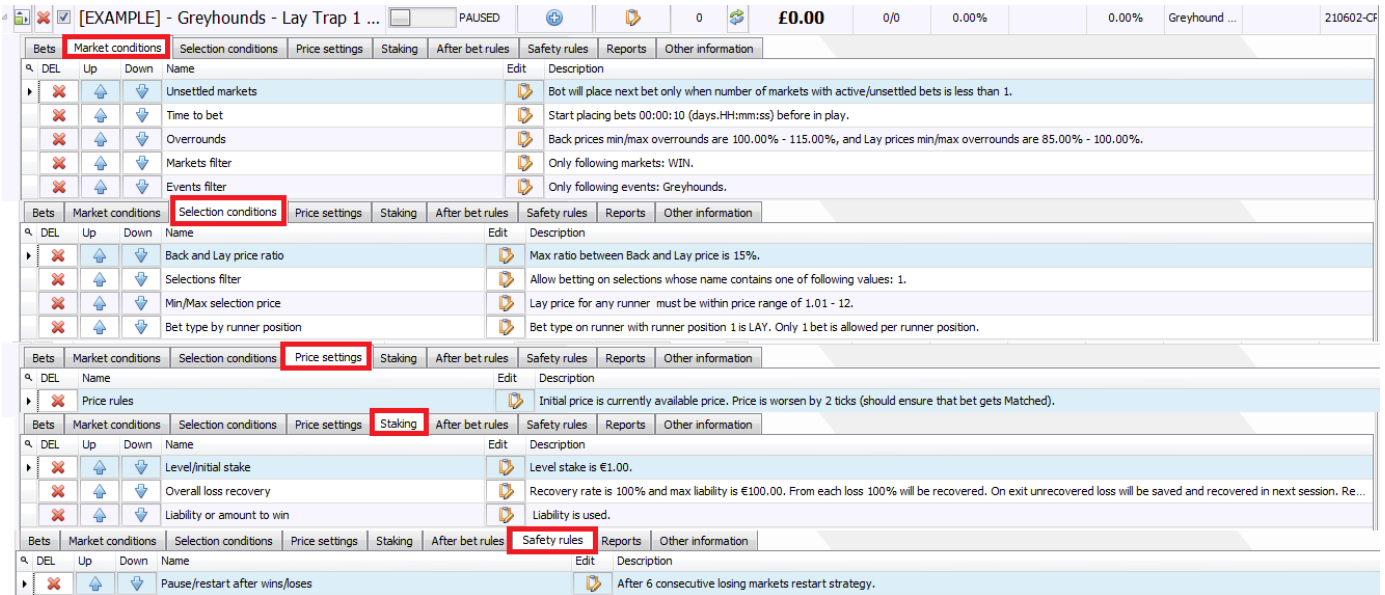 [EXAMPLE] - Greyhounds - Lay Trap 1 ... PAUSED 0 £0.00 0/0 0.00% 0.00% Greyhound ... 210602-CF
Bets Market conditions Selection conditions Price settings Staking After bet rules Safety rules Reports Other information
DEL Up Down Name Edit Description
Unsettled markets Bot will place next bet only when number of markets with active/unsettled bets is less than 1.
Time to bet Start placing bets 00:00:10 (days.HH:mm:ss) before in play.
Overrounds Back prices min/max overrounds are 100.00% - 115.00%, and Lay prices min/max overrounds are 85.00% - 100.00%.
Markets filter Only following markets: WIN.
Events filter Only following events: Greyhounds.
Bets Market conditions Selection conditions Price settings Staking After bet rules Safety rules Reports Other information
DEL Up Down Name Edit Description
Back and Lay price ratio Max ratio between Back and Lay price is 15%.
Selections filter Allow betting on selections whose name contains one of following values: 1.
Min/Max selection price Lay price for any runner must be within price range of 1.01 - 12.
Bet type by runner position Bet type on runner with runner position 1 is LAY. Only 1 bet is allowed per runner position.
Bets Market conditions Selection conditions Price settings Staking After bet rules Safety rules Reports Other information
DEL Name Edit Description
Price rules Initial price is currently available price. Price is worsen by 2 ticks (should ensure that bet gets Matched).
Bets Market conditions Selection conditions Price settings Staking After bet rules Safety rules Reports Other information
DEL Up Down Name Edit Description
Level/initial stake Level stake is €1.00.
Overall loss recovery Recovery rate is 100% and max liability is €100.00. From each loss 100% will be recovered. On exit unrecovered loss will be saved and recovered in next session. Re...
Liability or amount to win Liability is used.
Bets Market conditions Selection conditions Price settings Staking After bet rules Safety rules Reports Other information
DEL Up Down Name Edit Description
Pause/restart after wins/loses After 6 consecutive losing markets restart strategy.